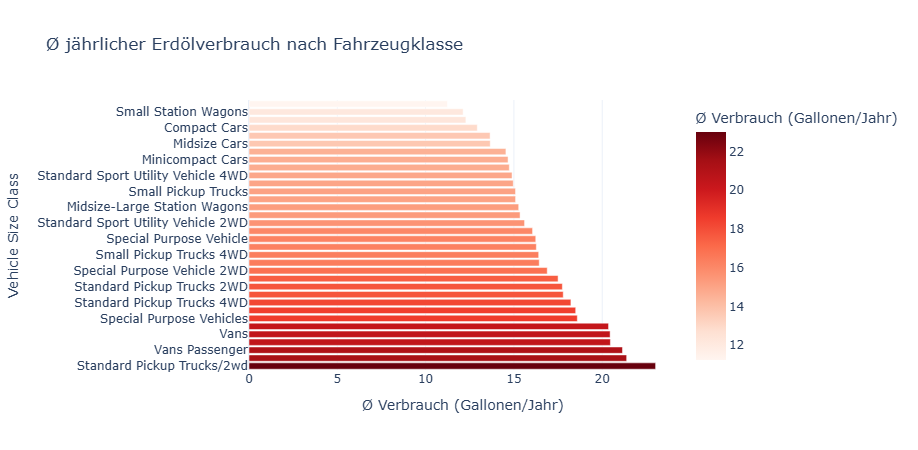 Ø jährlicher Erdölverbrauch nach Fahrzeugklasse
Vehicle Size Class
Small Station Wagons
Compact Cars
Midsize Cars
Minicompact Cars
Standard Sport Utility Vehicle 4WD
Small Pickup Trucks
Midsize-Large Station Wagons
Standard Sport Utility Vehicle 2WD
Special Purpose Vehicle
Small Pickup Trucks 4WD
Special Purpose Vehicle 2WD
Standard Pickup Trucks 2WD
Standard Pickup Trucks 4WD
Special Purpose Vehicles
Vans
Vans Passenger
Standard Pickup Trucks/2wd
0 5 10 15 20
Ø Verbrauch (Gallonen/Jahr)
Ø Verbrauch (Gallonen/Jahr)
22
20
18
16
14
12